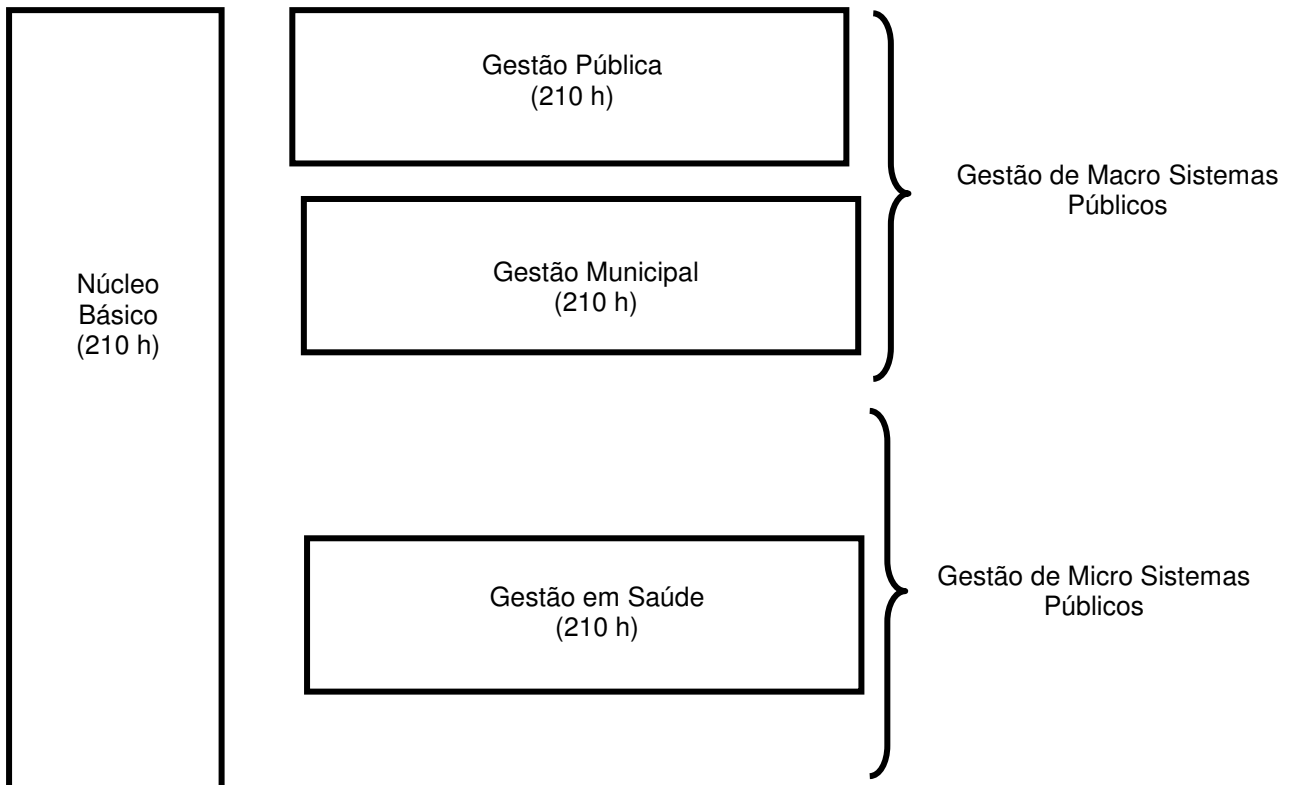 Núcleo
Básico
(210 h)
Gestão Pública
(210 h)
Gestão Municipal
(210 h)
Gestão de Macro Sistemas
Públicos
Gestão em Saúde
(210 h)
Gestão de Micro Sistemas
Públicos